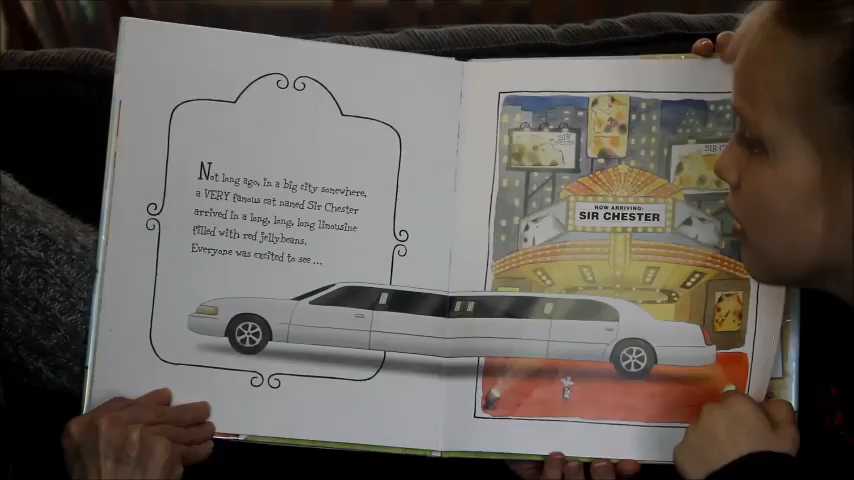 Not long ago, in a big city somewhere,
a VERY famous cat named Sir Chester
arrived in a long, long, long limousine
filled with red jellybeans.
Everyone was excited to see ...
SIR
NOW ARRIVING:
SIR CHESTER